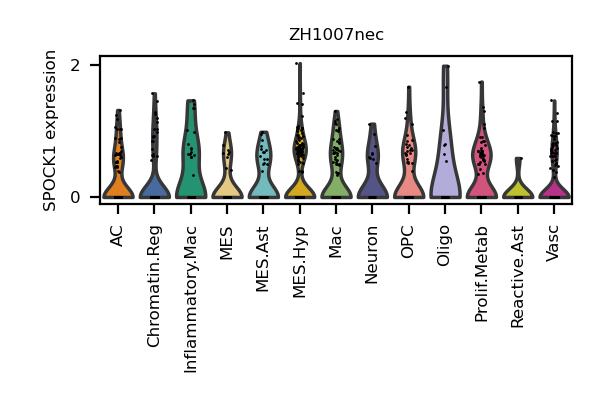 ZH1007nec
SPOCK1 expression
2
0
AC
Chromatin.Reg
Inflammatory.Mac
MES
MES.Ast
MES.Hyp
Mac
Neuron
OPC
Oligo
Prolif.Metab
Reactive.Ast
Vasc